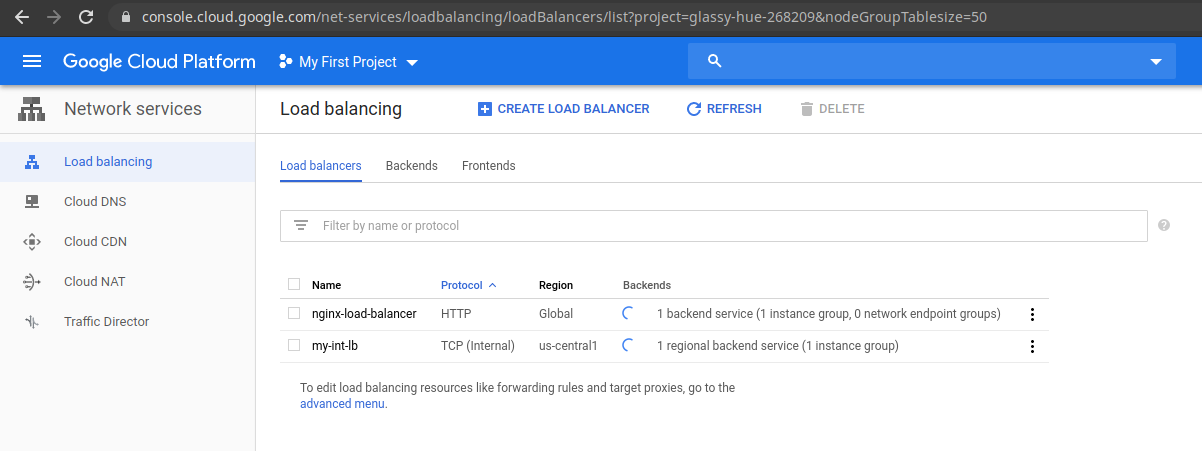 console.cloud.google.com/net-services/loadbalancing/loadBalancers/list?project=glassy-hue-268209&nodeGroupTablesize=50
Google Cloud Platform My First Project
Network services Load balancing CREATE LOAD BALANCER REFRESH DELETE
Load balancing
Cloud DNS
Cloud CDN
Cloud NAT
Traffic Director
Load balancers Backends Frontends
Filter by name or protocol ?
Name Protocol Region Backends
nginx-load-balancer HTTP Global 1 backend service (1 instance group, 0 network endpoint groups)
my-int-lb TCP (Internal) us-central1 1 regional backend service (1 instance group)
To edit load balancing resources like forwarding rules and target proxies, go to the
advanced menu.